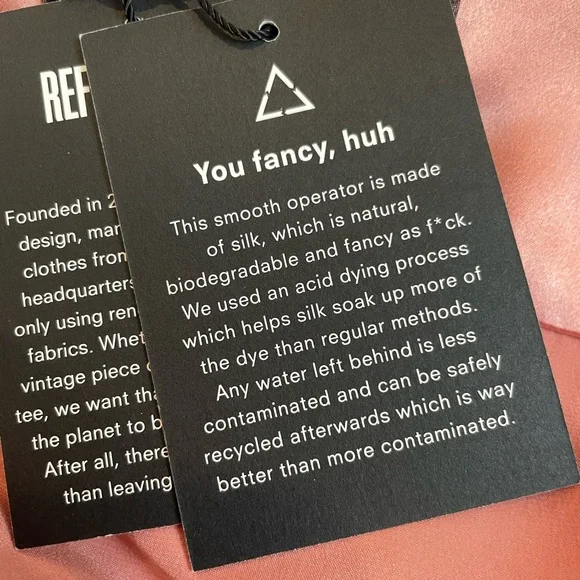 You fancy, huh
This smooth operator is made
of silk, which is natural,
biodegradable and fancy as f*ck.
We used an acid dying process
which helps silk soak up more of
the dye than regular methods.
Any water left behind is less
contaminated and can be safely
recycled afterwards which is way
better than more contaminated.
REF
Founded in 2
design, man
clothes from
headquarters
only using ren
fabrics. Whet
vintage piece
tee, we want tha
the planet to b
After all, there
than leaving